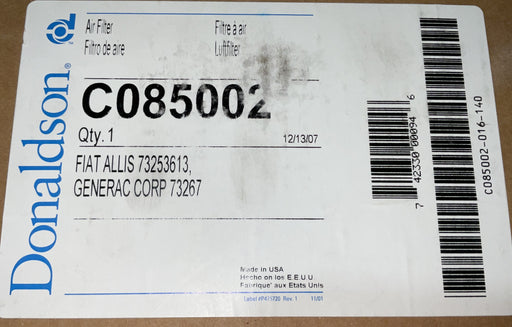 Donaldson®
Air Filter
Filtro de aire
Filtre à air
Luftfilter
C085002
Qty. 1
12/13/07
FIAT ALLIS 73253613,
GENERAC CORP 73267
Made in USA
Hecho en los E.E.U.U.
Fabrique' aux Etats Unis
Label #P471720 Rev. 1 11/01
7 42330 00094 6
C085002-016-140